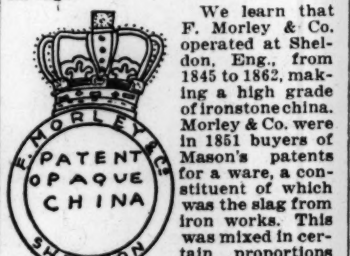 F. MORLEY & Co
PATENT
OPAQUE
CHINA
We learn that
F. Morley & Co.
operated at Shel-
don, Eng., from
1845 to 1862, mak-
ing a high grade
of ironstone china.
Morley & Co. were
in 1851 buyers of
Mason's patents
for a ware, a con-
stituent of which
was the slag from
iron works. This
was mixed in cer-
tain proportions